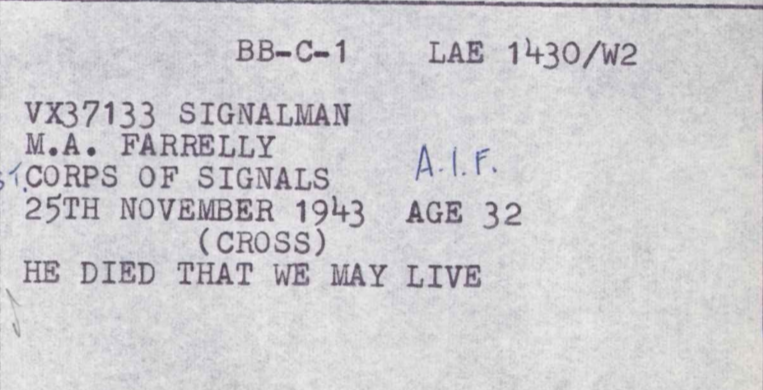 BB-C-1 LAE 1430/W2
VX37133 SIGNALMAN
M.A. FARRELLY
CORPS OF SIGNALS A.I.F.
25TH NOVEMBER 1943 AGE 32
(CROSS)
HE DIED THAT WE MAY LIVE